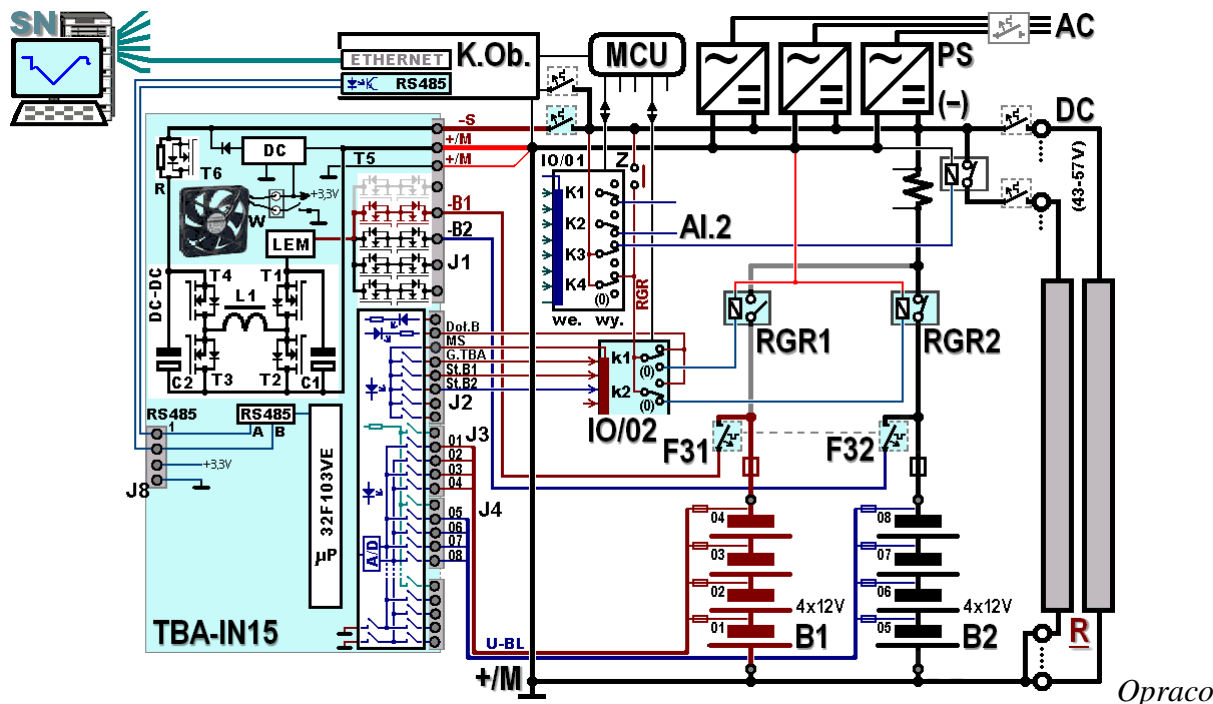 SN
ETHERNET
K.Ob.
RS485
MCU
AC
PS
(−)
DC
(43-57V)
-S
+/M
+/M
T5
DC
T6
R
+3,3V
W
LEM
-B1
-B2
J1
IO/01
Z
I
K1
K2
K3
K4
(0)
we. wy.
AI.2
RGR
DC-DC
T4
T1
L1
T3
T2
C2
C1
Doł.B
MS
G.TBA
St.B1
St.B2
J2
k1
(0)
k2
(0)
IO/02
RGR1
RGR2
F31
F32
RS485
1
RS485
A B
+3,3V
J8
32F103VE
µP
J3
01
02
03
04
J4
05
06
07
08
A/D
TBA-IN15
U-BL
04
03
02
01
4x12V
B1
08
07
06
05
4x12V
B2
R
+/M
Opraco